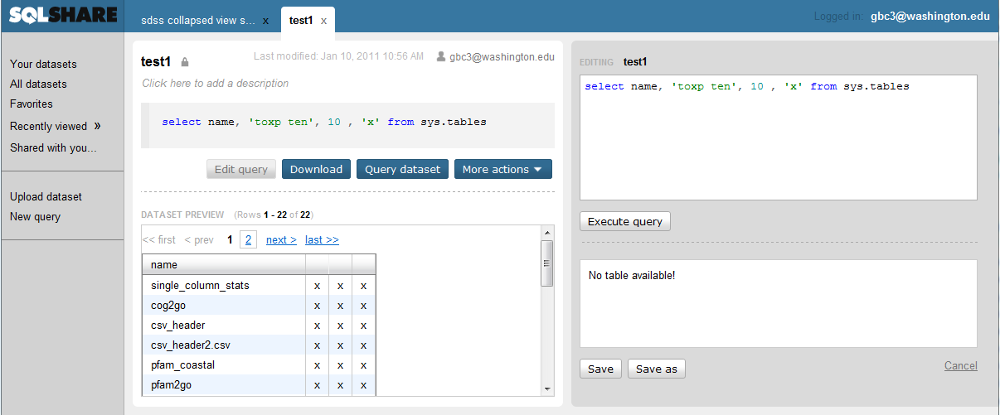 SQLSHARE
sdss collapsed view s... x
test1 x
Logged in: gbc3@washington.edu
Your datasets
All datasets
Favorites
Recently viewed »
Shared with you...
Upload dataset
New query
test1
Last modified: Jan 10, 2011 10:56 AM
gbc3@washington.edu
Click here to add a description
select name, 'toxp ten', 10 , 'x' from sys.tables
Edit query
Download
Query dataset
More actions
DATASET PREVIEW (Rows 1 - 22 of 22)
<< first < prev 1 2 next > last >>
name
single_column_stats x x x
cog2go x x x
csv_header x x x
csv_header2.csv x x x
pfam_coastal x x x
pfam2go x x x
EDITING test1
select name, 'toxp ten', 10 , 'x' from sys.tables
Execute query
No table available!
Save
Save as
Cancel